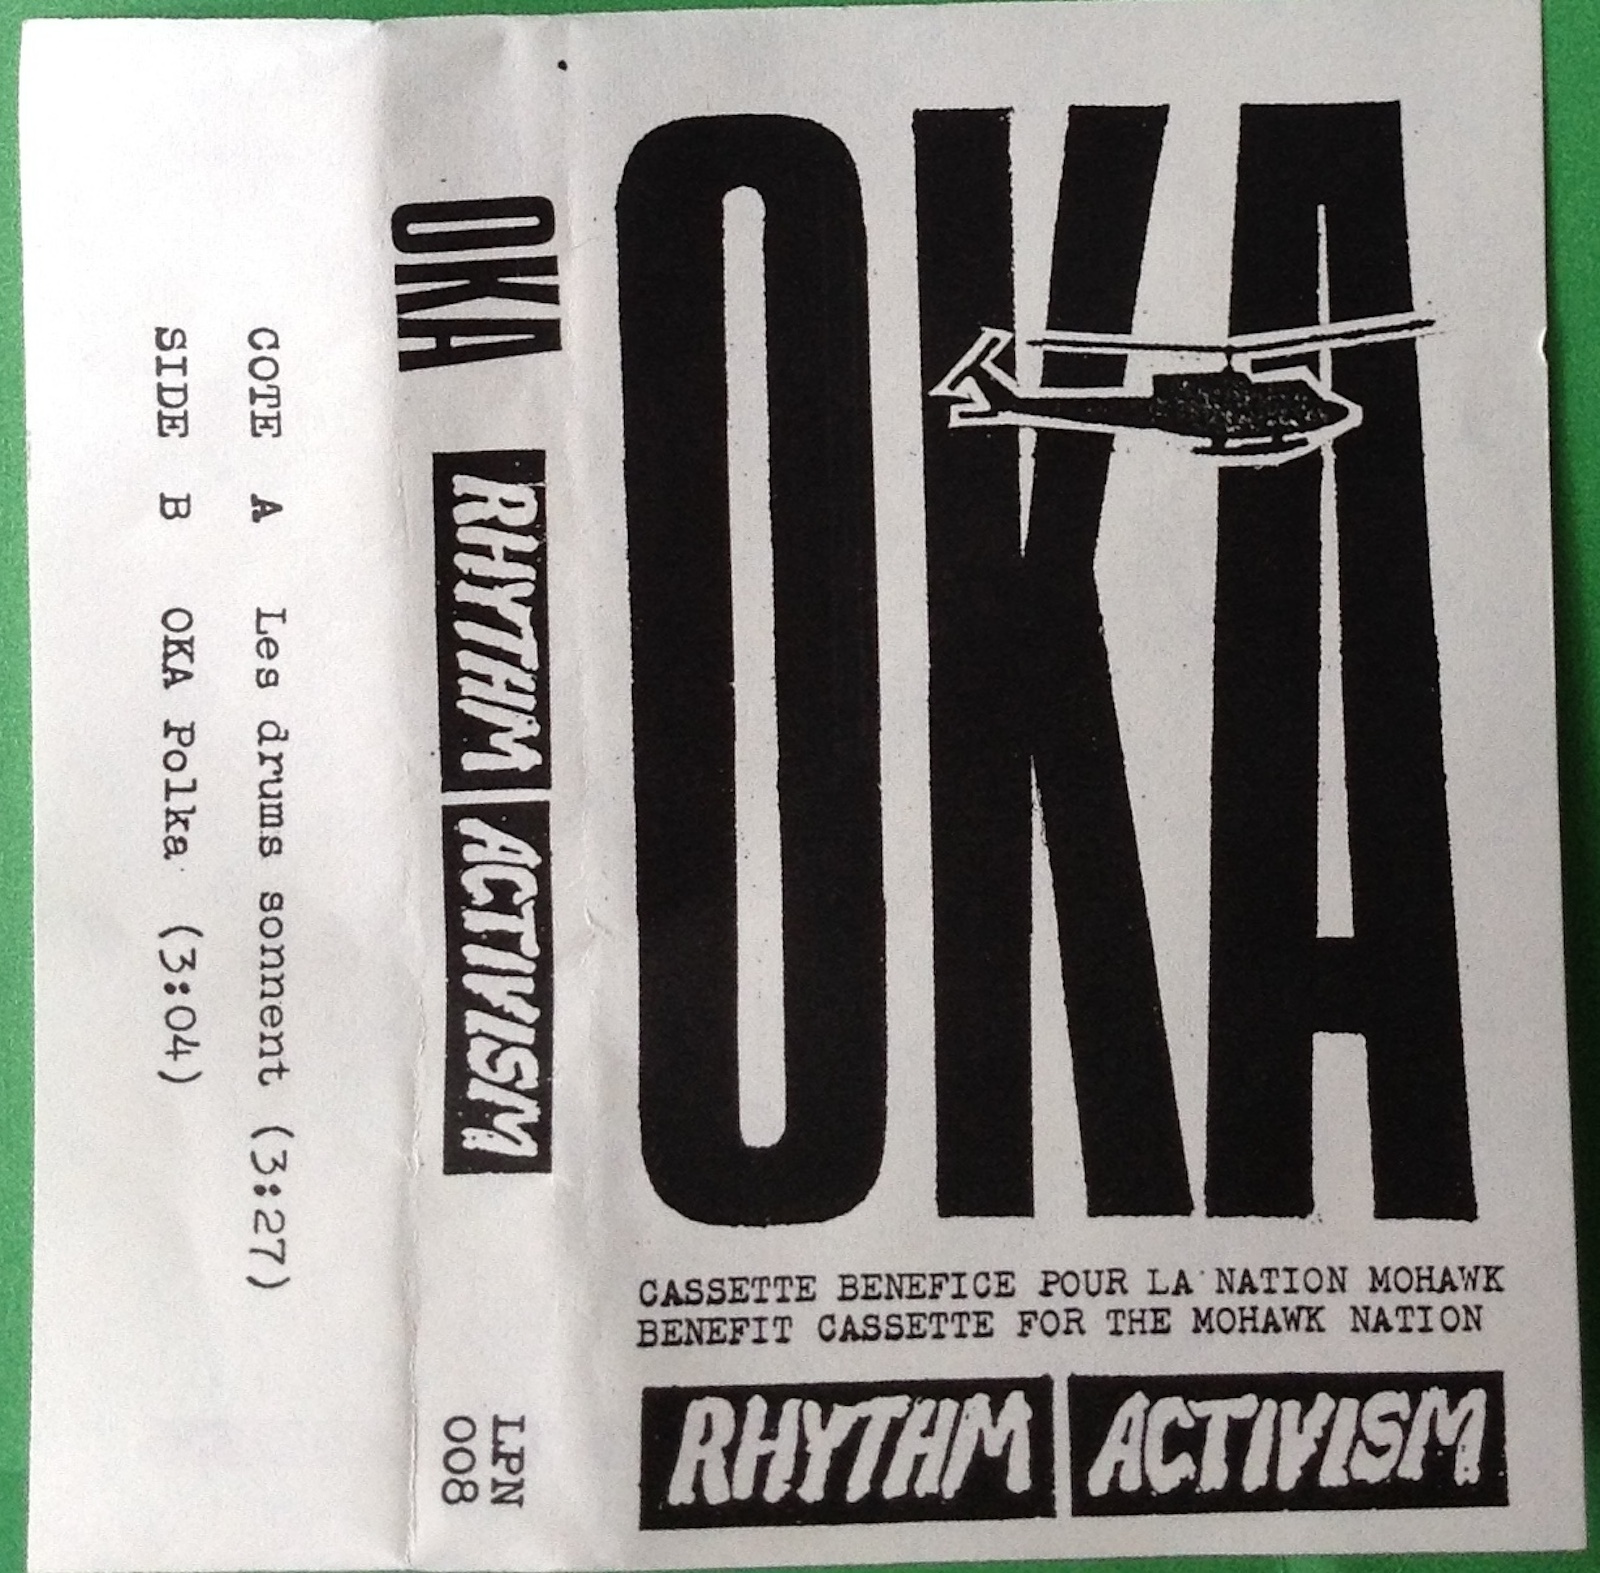 OKA
CASSETTE BENEFICE POUR LA NATION MOHAWK
BENEFIT CASSETTE FOR THE MOHAWK NATION
RHYTHM ACTIVISM
OKA RHYTHM ACTIVISM
LPN
008
COTE A Les drums sonnent (3:27)
SIDE B OKA Polka (3:04)